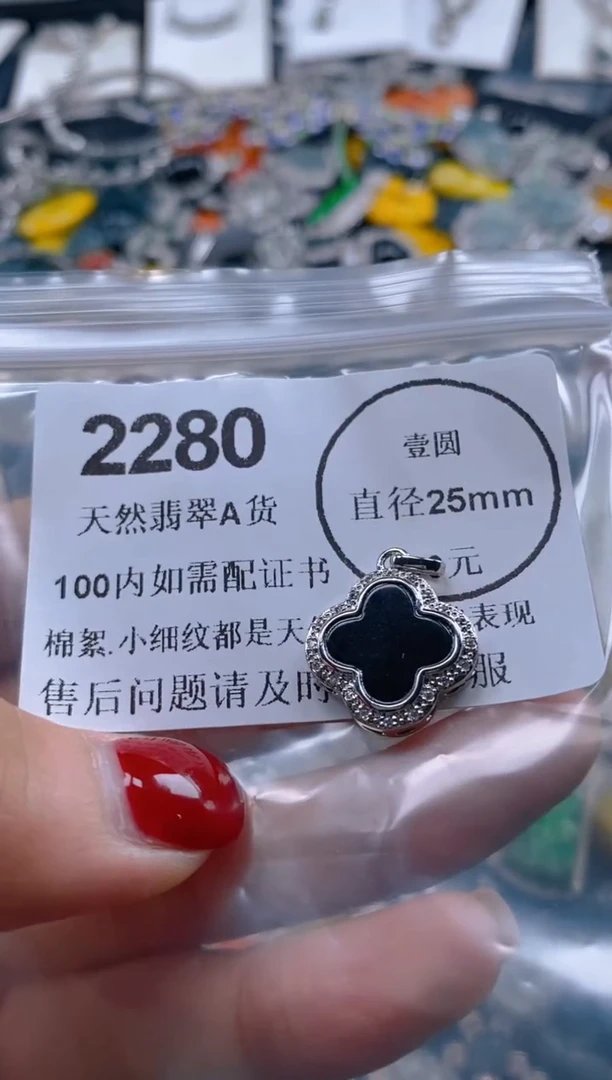 2280
壹圆
直径25mm
天然翡翠A货
100内如需配证书 元
棉絮.小细纹都是天 表现
售后问题请及时 服